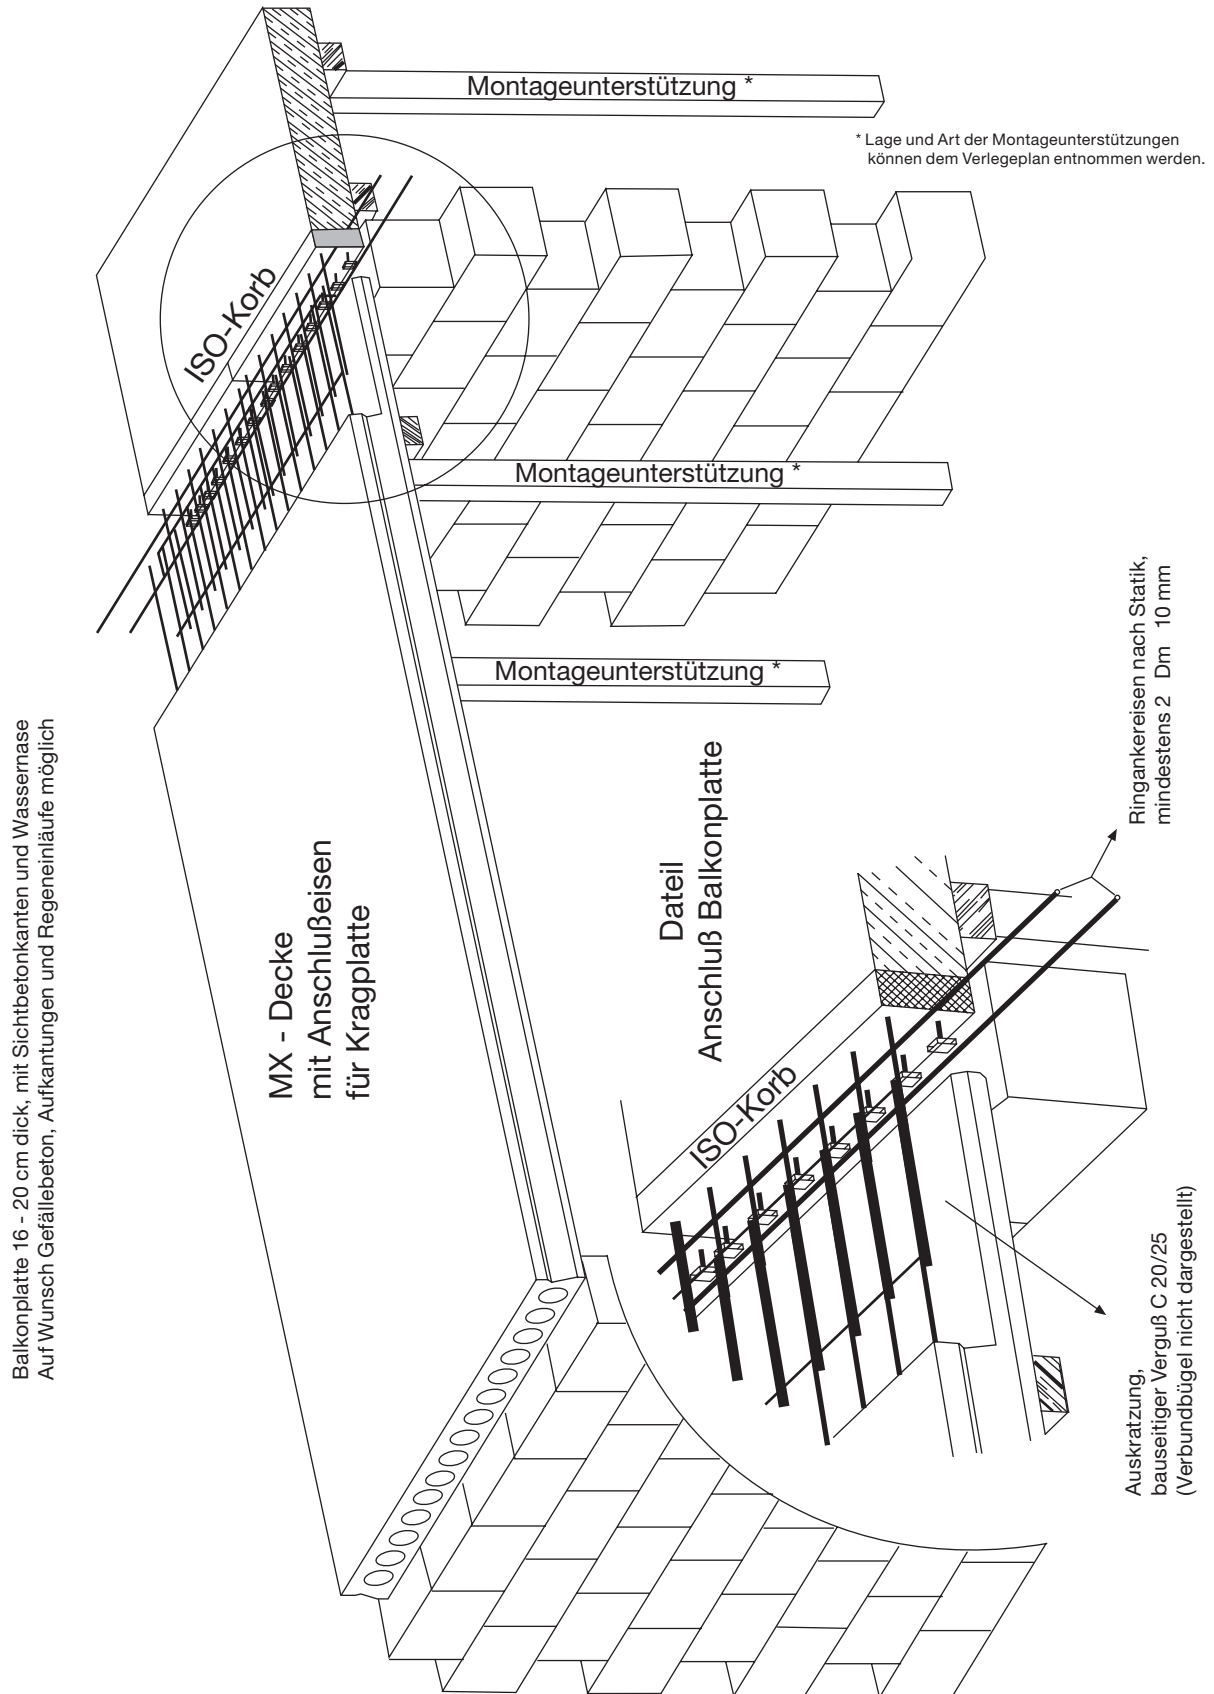 Balkonplatte 16 - 20 cm dick, mit Sichtbetonkanten und Wassernase
Auf Wunsch Gefällebeton, Aufkantungen und Regeneinläufe möglich
Montageunterstützung *
* Lage und Art der Montageunterstützungen
können dem Verlegeplan entnommen werden.
ISO-Korb
Montageunterstützung *
Montageunterstützung *
MX - Decke
mit Anschlußeisen
für Kragplatte
Dateil
Anschluß Balkonplatte
ISO-Korb
Ringankereisen nach Statik,
mindestens 2 Dm 10 mm
Auskratzung,
bauseitiger Verguß C 20/25
(Verbundbügel nicht dargestellt)